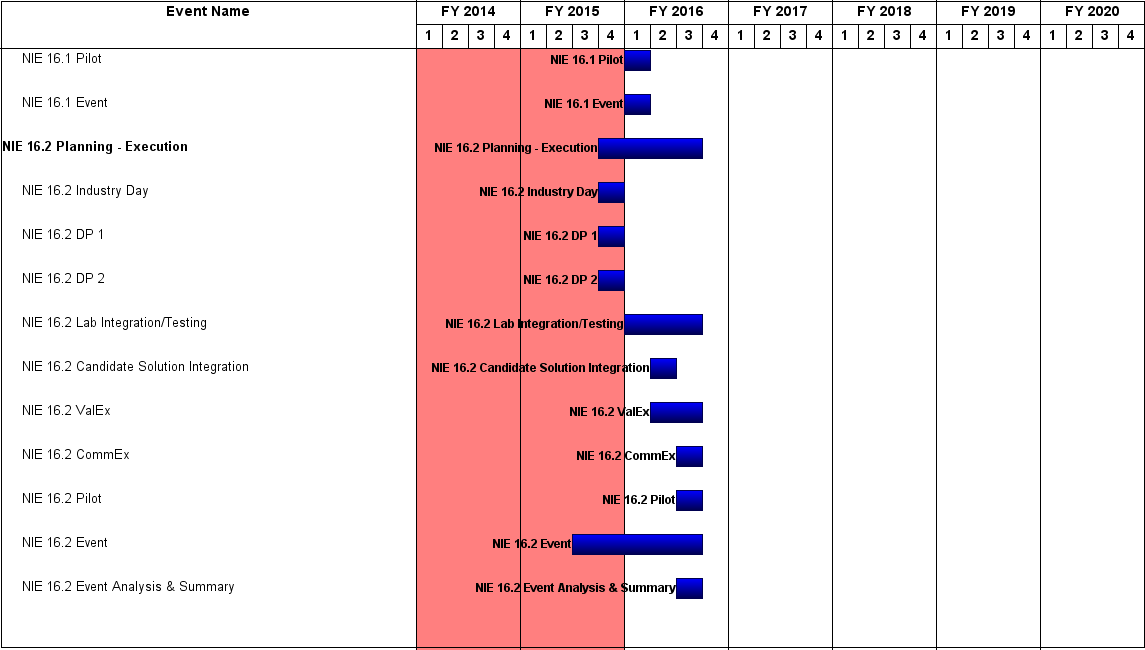 Event Name FY 2014 FY 2015 FY 2016 FY 2017 FY 2018 FY 2019 FY 2020
1 2 3 4 1 2 3 4 1 2 3 4 1 2 3 4 1 2 3 4 1 2 3 4 1 2 3 4
NIE 16.1 Pilot NIE 16.1 Pilot
NIE 16.1 Event NIE 16.1 Event
NIE 16.2 Planning - Execution NIE 16.2 Planning - Execution
NIE 16.2 Industry Day NIE 16.2 Industry Day
NIE 16.2 DP 1 NIE 16.2 DP 1
NIE 16.2 DP 2 NIE 16.2 DP 2
NIE 16.2 Lab Integration/Testing NIE 16.2 Lab Integration/Testing
NIE 16.2 Candidate Solution Integration NIE 16.2 Candidate Solution Integration
NIE 16.2 ValEx NIE 16.2 ValEx
NIE 16.2 CommEx NIE 16.2 CommEx
NIE 16.2 Pilot NIE 16.2 Pilot
NIE 16.2 Event NIE 16.2 Event
NIE 16.2 Event Analysis & Summary NIE 16.2 Event Analysis & Summary